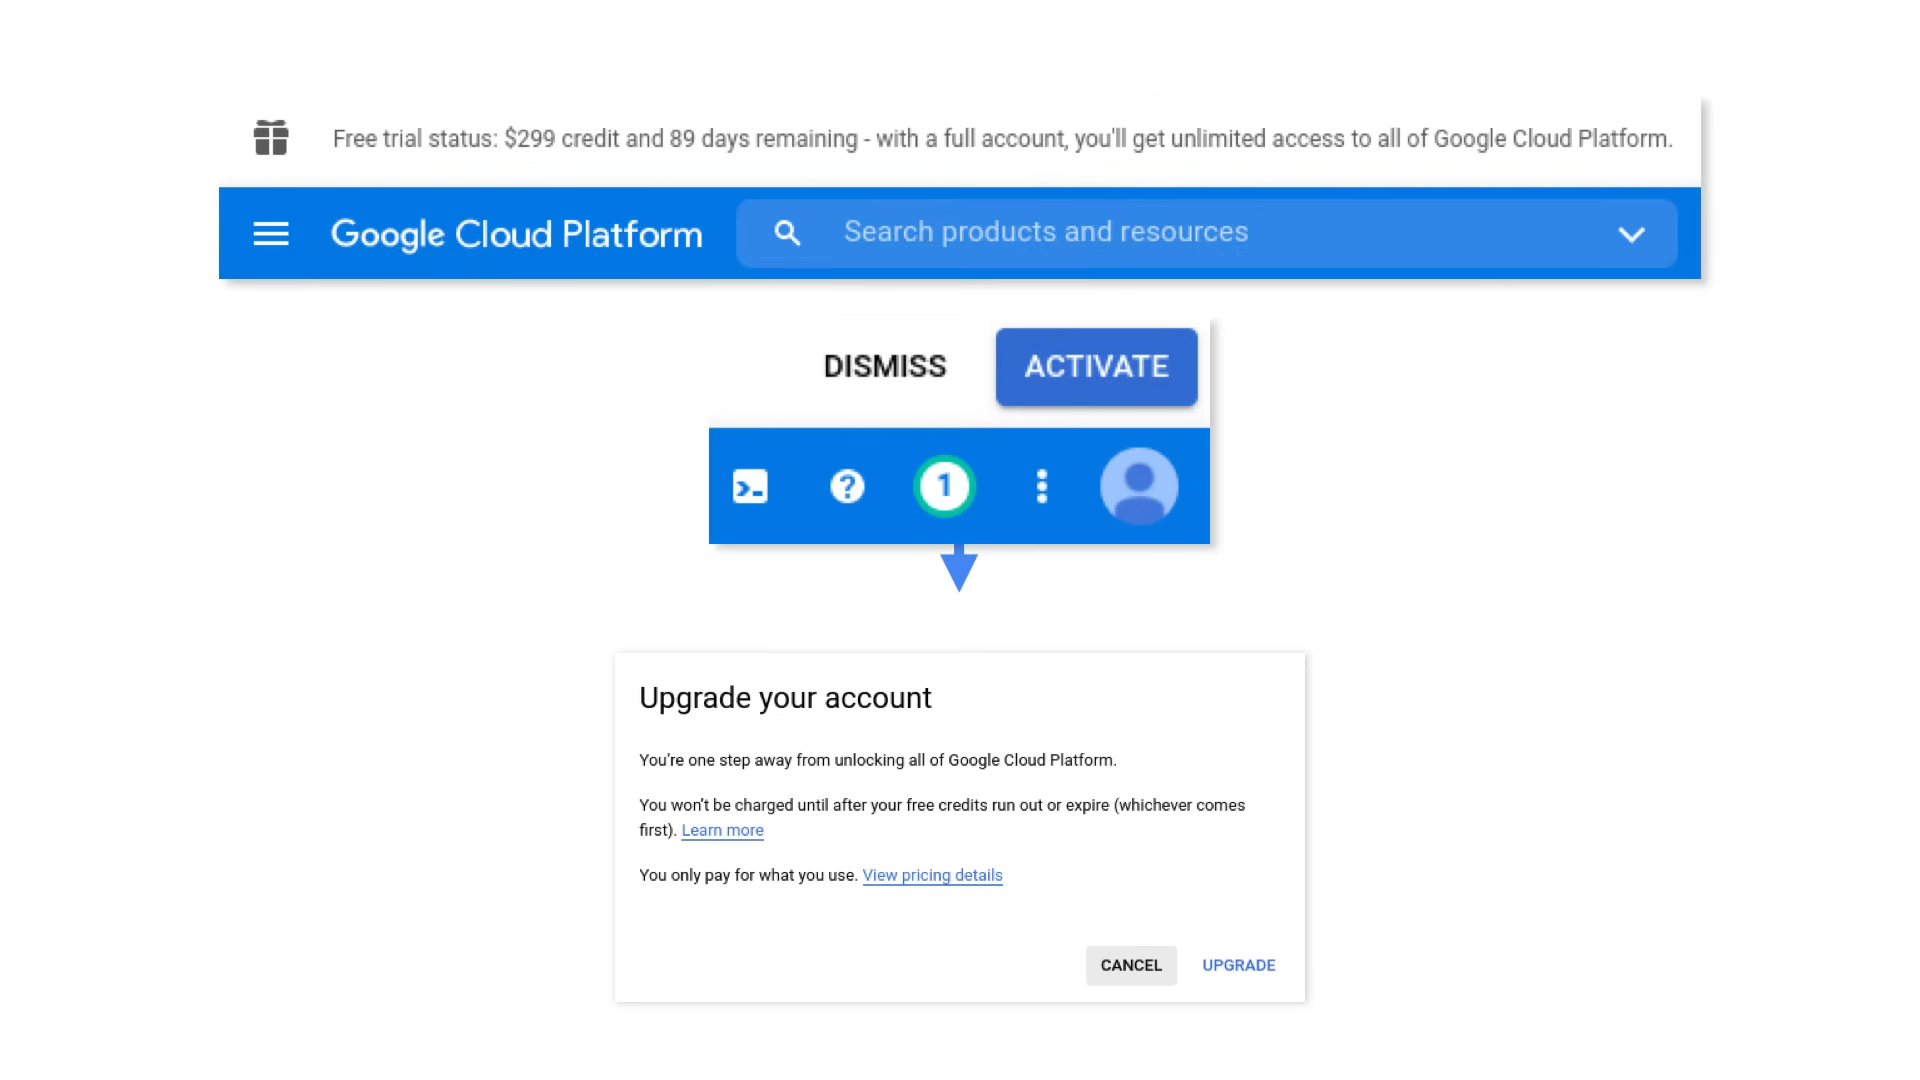 Free trial status: $299 credit and 89 days remaining - with a full account, you'll get unlimited access to all of Google Cloud Platform.
Google Cloud Platform
Search products and resources
DISMISS
ACTIVATE
1
Upgrade your account
You're one step away from unlocking all of Google Cloud Platform.
You won't be charged until after your free credits run out or expire (whichever comes
first). Learn more
You only pay for what you use. View pricing details
CANCEL
UPGRADE